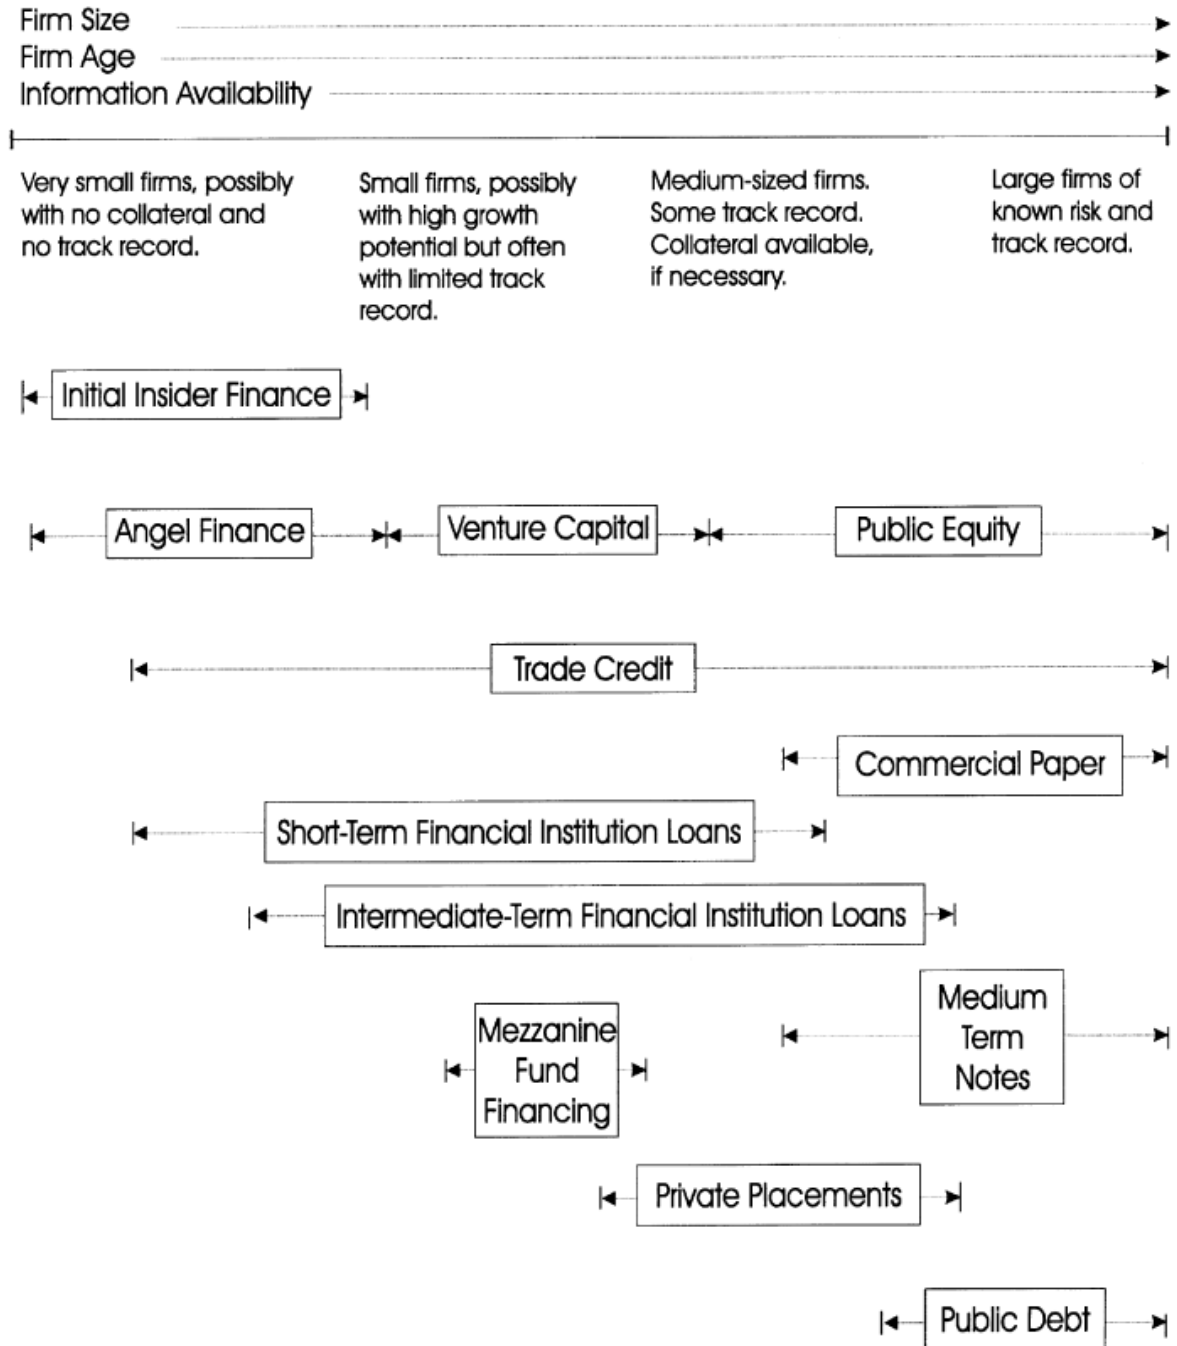 Firm Size
Firm Age
Information Availability
Very small firms, possibly
with no collateral and
no track record.
Small firms, possibly
with high growth
potential but often
with limited track
record.
Medium-sized firms.
Some track record.
Collateral available,
if necessary.
Large firms of
known risk and
track record.
Initial Insider Finance
Angel Finance
Venture Capital
Public Equity
Trade Credit
Commercial Paper
Short-Term Financial Institution Loans
Intermediate-Term Financial Institution Loans
Mezzanine
Fund
Financing
Medium
Term
Notes
Private Placements
Public Debt